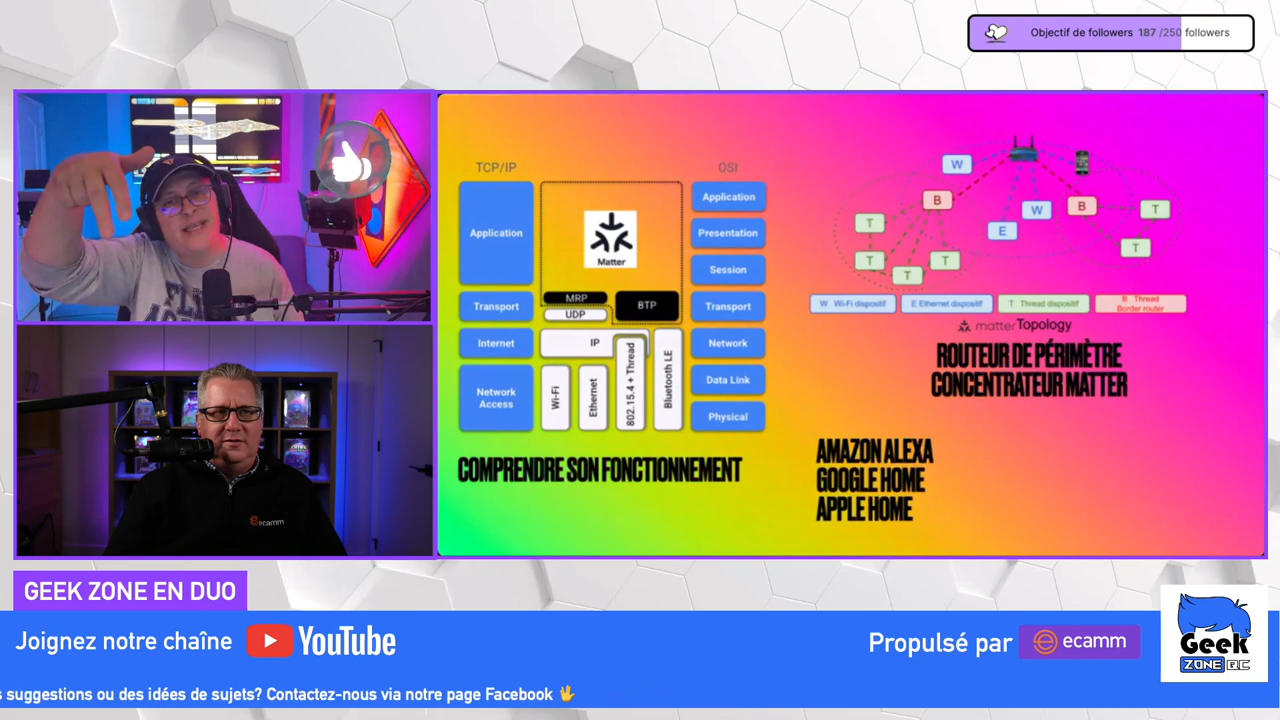 Objectif de followers 187 /250 followers
TCP/IP
OSI
Application
Transport
Internet
Network
Access
Matter
MRP
UDP
BTP
IP
Wi-Fi
Ethernet
802.15.4 + Thread
Bluetooth LE
Application
Presentation
Session
Transport
Network
Data Link
Physical
COMPRENDRE SON FONCTIONNEMENT
W
B
W
B
T
E
T
T
T
T
T
W Wi-Fi dispositif
E Ethernet dispositif
T Thread dispositif
B Thread
Border router
matter Topology
ROUTEUR DE PÉRIMÈTRE
CONCENTRATEUR MATTER
AMAZON ALEXA
GOOGLE HOME
APPLE HOME
ecamm
GEEK ZONE EN DUO
Joignez notre chaîne YouTube
Propulsé par ecamm
Geek
ZONE QC
s suggestions ou des idées de sujets? Contactez-nous via notre page Facebook 🖖